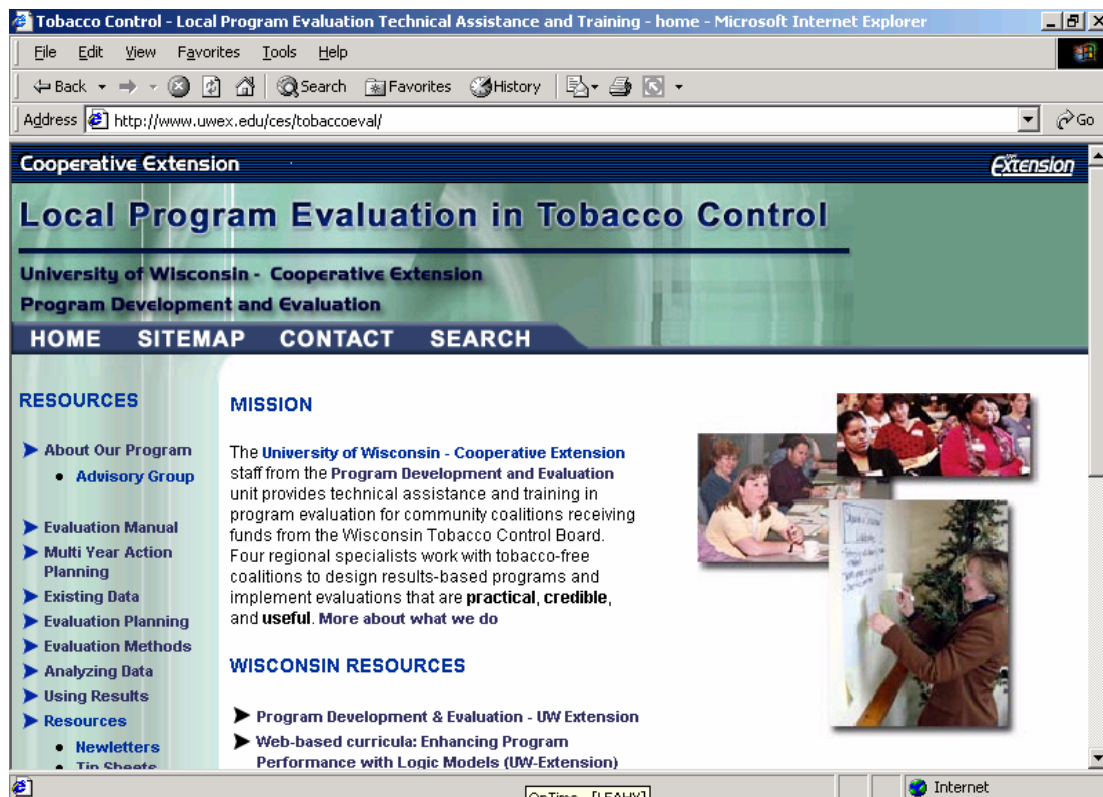 Tobacco Control - Local Program Evaluation Technical Assistance and Training - home - Microsoft Internet Explorer
File Edit View Favorites Tools Help
Back Search Favorites History
Address http://www.uwex.edu/ces/tobaccoeval/ Go
Cooperative Extension
UW Extension
Local Program Evaluation in Tobacco Control
University of Wisconsin - Cooperative Extension
Program Development and Evaluation
HOME SITEMAP CONTACT SEARCH
RESOURCES
About Our Program
Advisory Group
Evaluation Manual
Multi Year Action
Planning
Existing Data
Evaluation Planning
Evaluation Methods
Analyzing Data
Using Results
Resources
Newletters
Tip Sheets
MISSION
The University of Wisconsin - Cooperative Extension
staff from the Program Development and Evaluation
unit provides technical assistance and training in
program evaluation for community coalitions receiving
funds from the Wisconsin Tobacco Control Board.
Four regional specialists work with tobacco-free
coalitions to design results-based programs and
implement evaluations that are practical, credible,
and useful. More about what we do
WISCONSIN RESOURCES
Program Development & Evaluation - UW Extension
Web-based curricula: Enhancing Program
Performance with Logic Models (UW-Extension)
OnTime - [LEAHY]
Internet